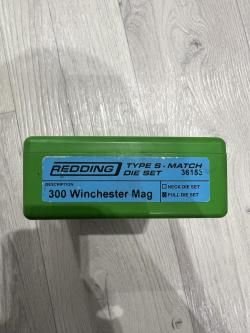 REDDING TYPE S - MATCH
DIE SET 36153
DESCRIPTION
300 Winchester Mag
NECK DIE SET
FULL DIE SET